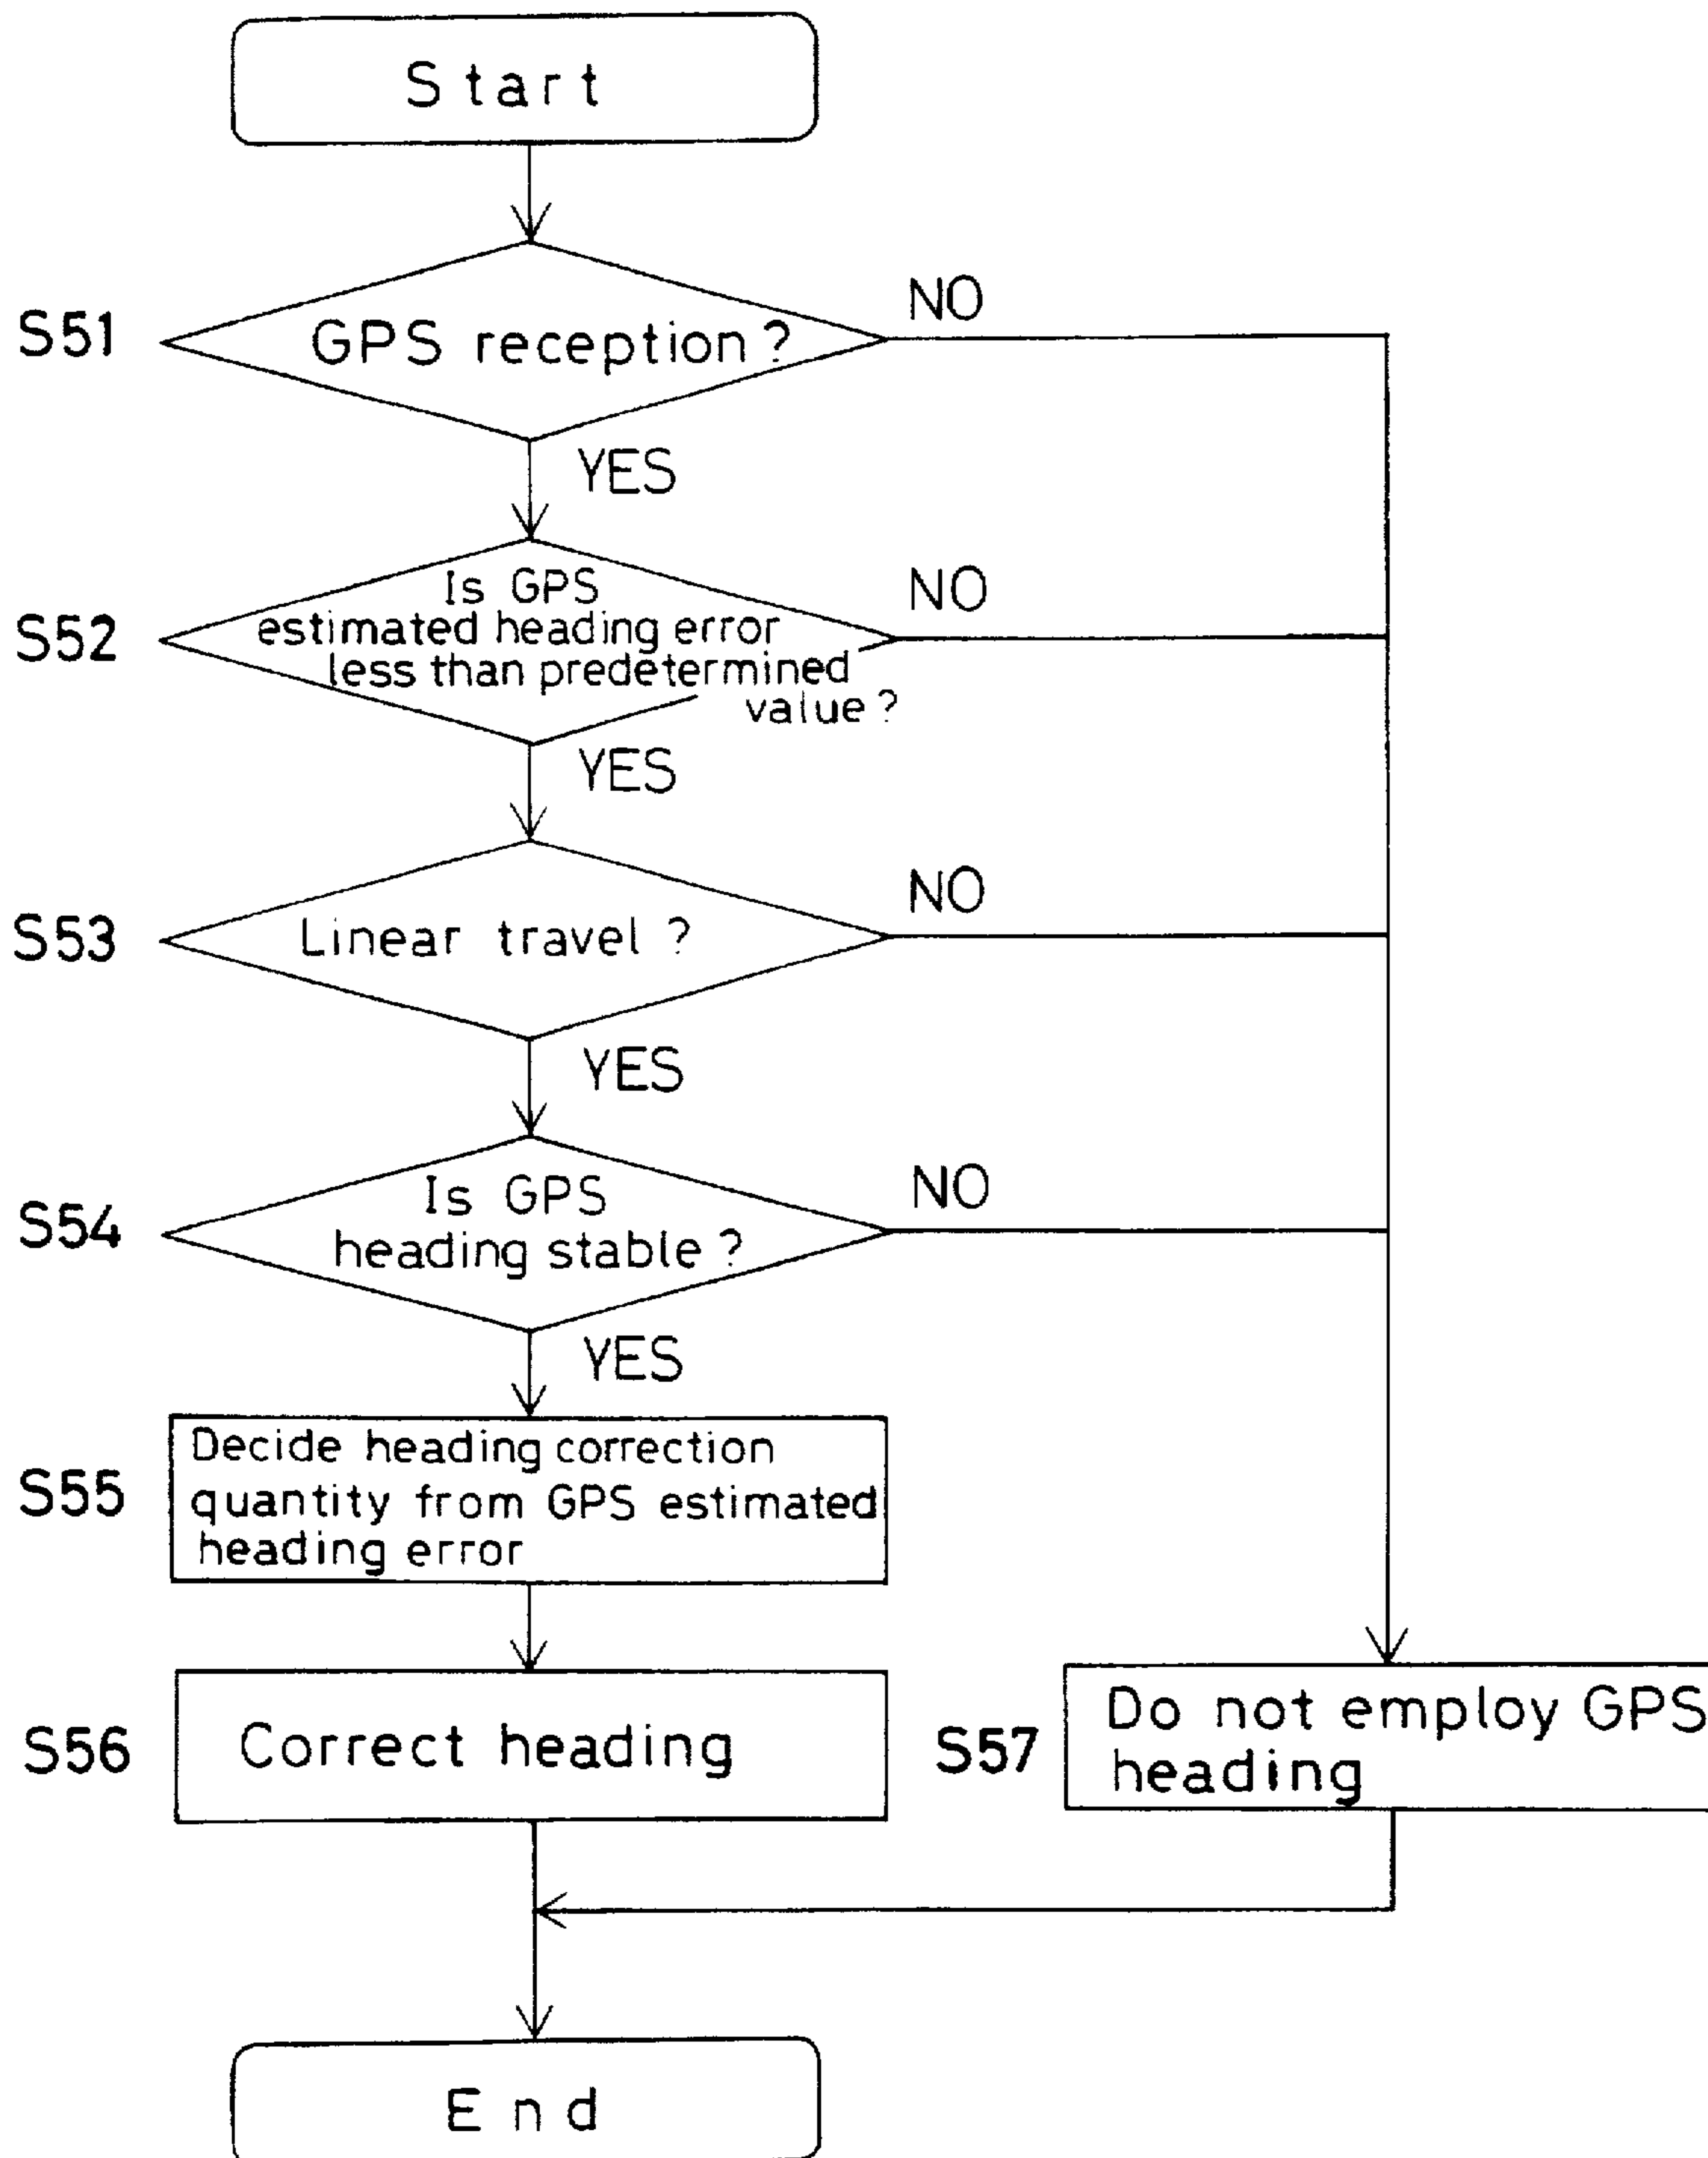 Start
S51
GPS reception?
NO
YES
S52
Is GPS
estimated heading error
less than predetermined
value?
NO
YES
S53
Linear travel?
NO
YES
S54
Is GPS
heading stable?
NO
YES
S55
Decide heading correction
quantity from GPS estimated
heading error
S56
Correct heading
S57
Do not employ GPS
heading
End